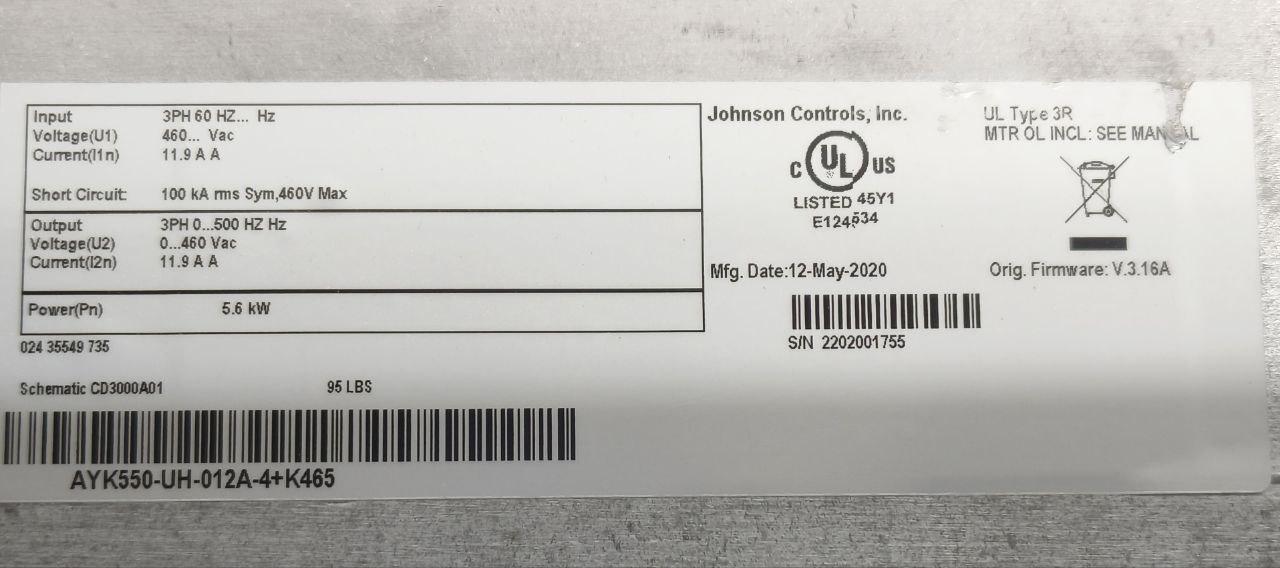 Input 3PH 60 HZ... Hz
Voltage(U1) 460... Vac
Current(I1n) 11.9 A A
Short Circuit: 100 kA rms Sym,460V Max
Output 3PH 0...500 HZ Hz
Voltage(U2) 0...460 Vac
Current(I2n) 11.9 A A
Power(Pn) 5.6 kW
024 35549 735
Schematic CD3000A01 95 LBS
AYK550-UH-012A-4+K465
Johnson Controls, Inc.
C UL US
LISTED 45Y1
E124534
Mfg. Date:12-May-2020
S/N 2202001755
UL Type 3R
MTR OL INCL: SEE MANUAL
Orig. Firmware: V.3.16A